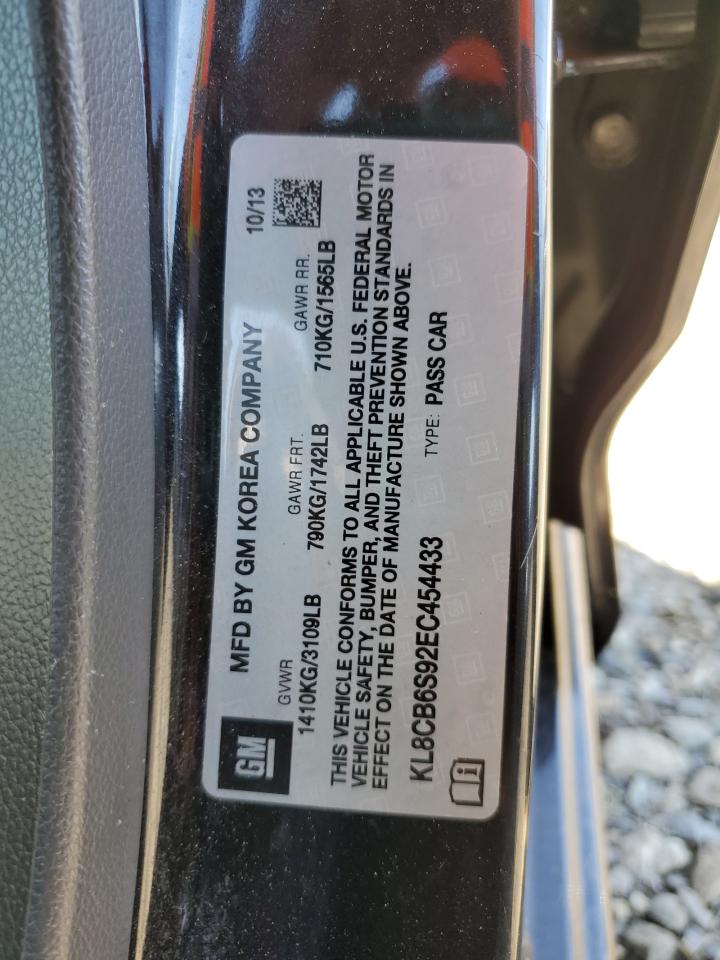 MFD BY GM KOREA COMPANY 10/13
GVWR GAWR FRT. GAWR RR.
1410KG/3109LB 790KG/1742LB 710KG/1565LB
THIS VEHICLE CONFORMS TO ALL APPLICABLE U.S. FEDERAL MOTOR
VEHICLE SAFETY, BUMPER, AND THEFT PREVENTION STANDARDS IN
EFFECT ON THE DATE OF MANUFACTURE SHOWN ABOVE.
KL8CB6S92EC454433 TYPE: PASS CAR
GM